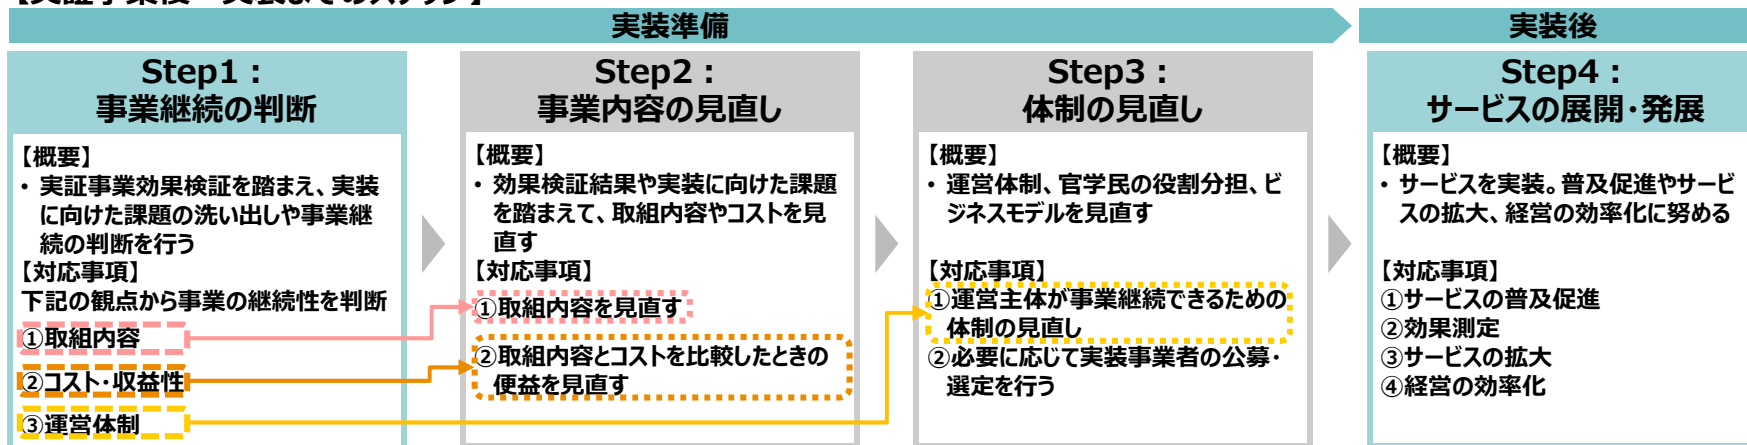 【実証事業後～実装までのステップ】
実装準備
実装後
Step1：
事業継続の判断
【概要】
・ 実証事業効果検証を踏まえ、実装
に向けた課題の洗い出しや事業継
続の判断を行う
【対応事項】
下記の観点から事業の継続性を判断
①取組内容
②コスト・収益性
③運営体制
Step2：
事業内容の見直し
【概要】
・ 効果検証結果や実装に向けた課題
を踏まえて、取組内容やコストを見
直す
【対応事項】
①取組内容を見直す
②取組内容とコストを比較したときの
便益を見直す
Step3：
体制の見直し
【概要】
・ 運営体制、官学民の役割分担、ビ
ジネスモデルを見直す
【対応事項】
①運営主体が事業継続できるための
体制の見直し
②必要に応じて実装事業者の公募・
選定を行う
Step4：
サービスの展開・発展
【概要】
・ サービスを実装。普及促進やサービ
スの拡大、経営の効率化に努める
【対応事項】
①サービスの普及促進
②効果測定
③サービスの拡大
④経営の効率化